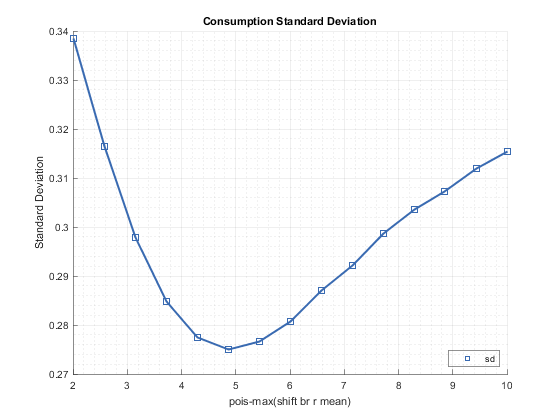 Consumption Standard Deviation
0.34
0.33
0.32
0.31
0.3
0.29
0.28
0.27
Standard Deviation
2 3 4 5 6 7 8 9 10
pois-max(shift br r mean)
sd